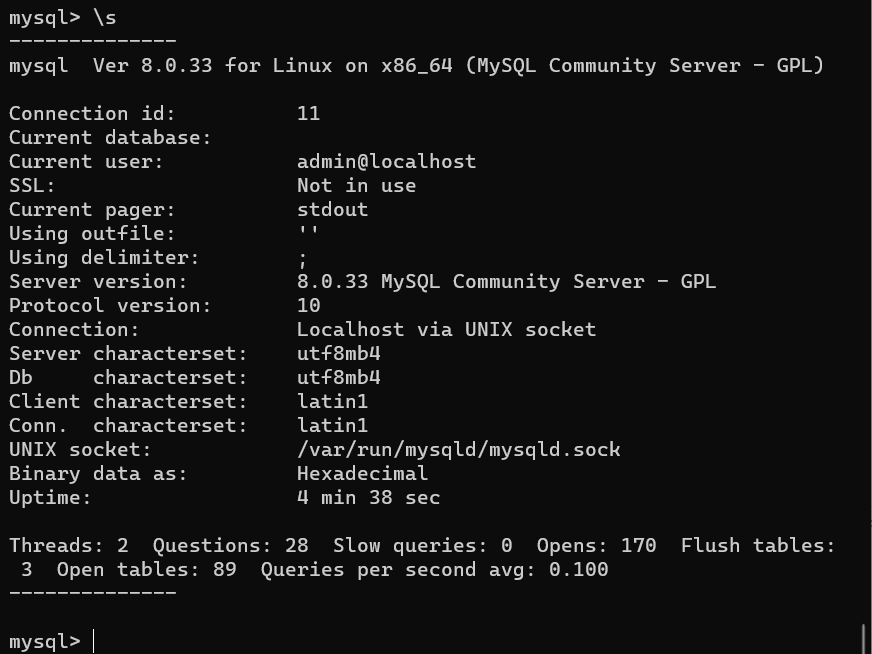 mysql> \s
--------------
mysql  Ver 8.0.33 for Linux on x86_64 (MySQL Community Server - GPL)

Connection id:          11
Current database:
Current user:           admin@localhost
SSL:                    Not in use
Current pager:          stdout
Using outfile:          ''
Using delimiter:        ;
Server version:         8.0.33 MySQL Community Server - GPL
Protocol version:       10
Connection:             Localhost via UNIX socket
Server characterset:    utf8mb4
Db     characterset:    utf8mb4
Client characterset:    latin1
Conn.  characterset:    latin1
UNIX socket:            /var/run/mysqld/mysqld.sock
Binary data as:         Hexadecimal
Uptime:                 4 min 38 sec

Threads: 2  Questions: 28  Slow queries: 0  Opens: 170  Flush tables:
 3  Open tables: 89  Queries per second avg: 0.100
--------------

mysql>